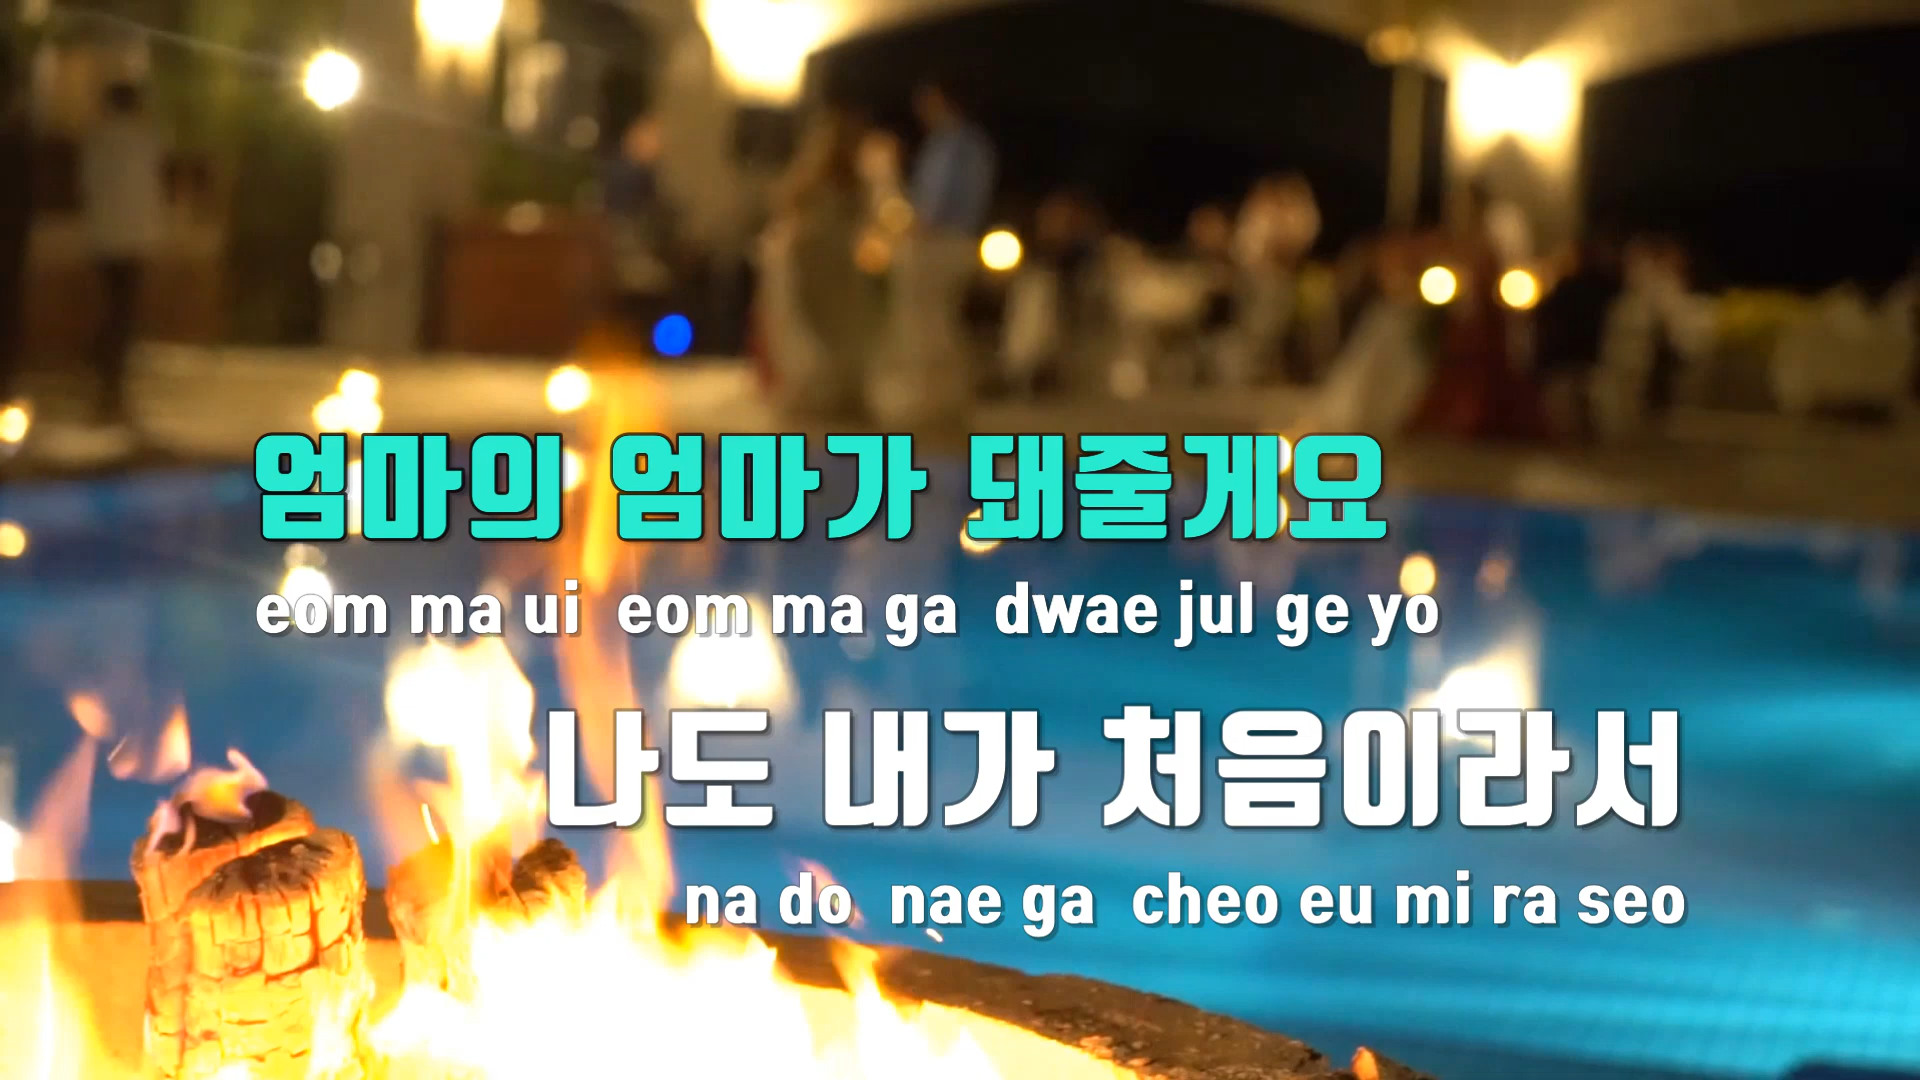 엄마의 엄마가 돼줄게요
eom ma ui eom ma ga dwae jul ge yo
나도 내가 처음이라서
na do nae ga cheo eu mi ra seo